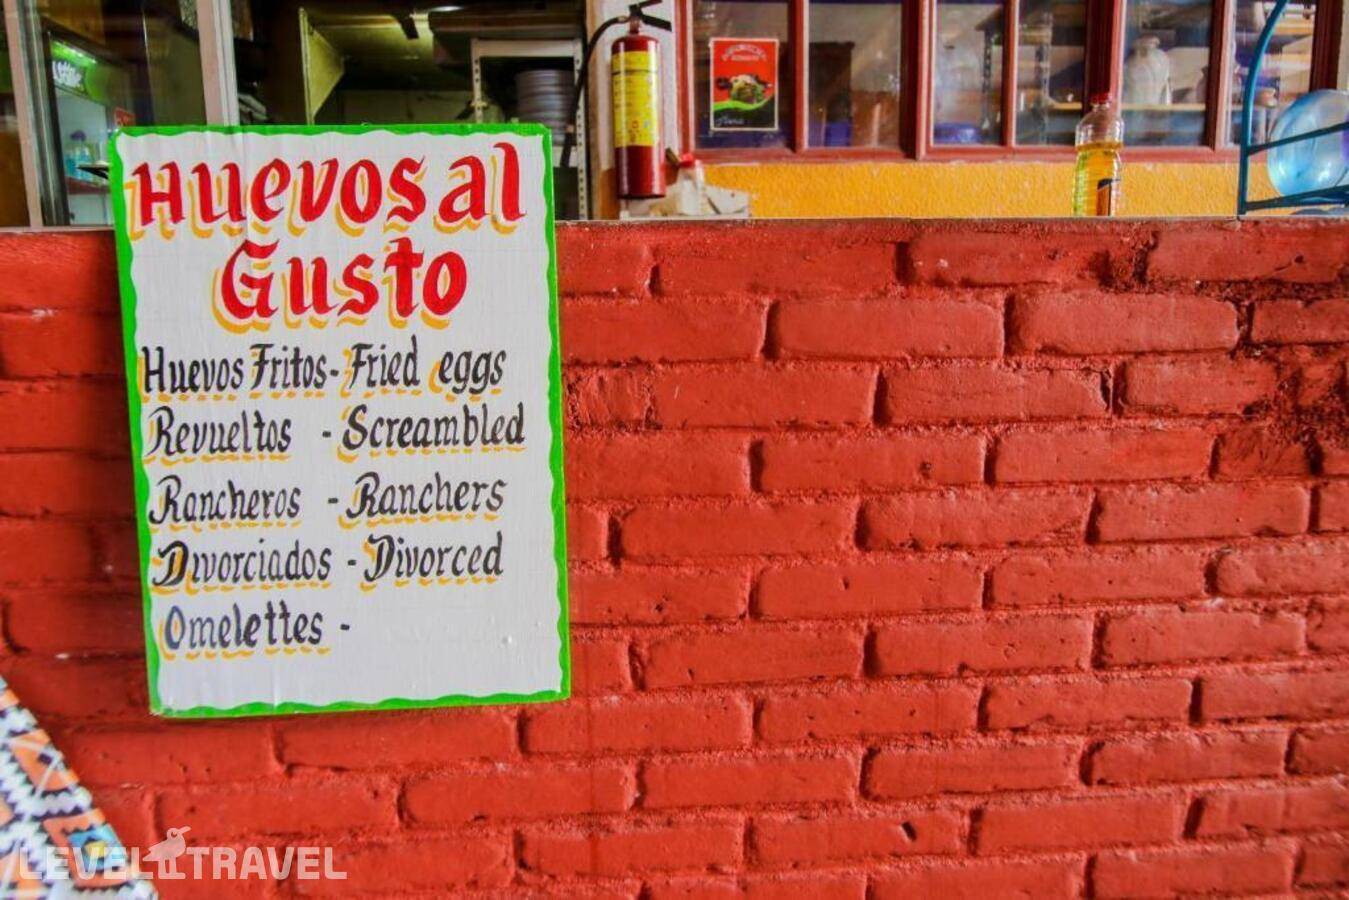 Huevos al
Gusto
Huevos Fritos - Fried eggs
Revueltos - Screambled
Rancheros - Ranchers
Divorciados - Divorced
Omelettes -
LEVEL TRAVEL